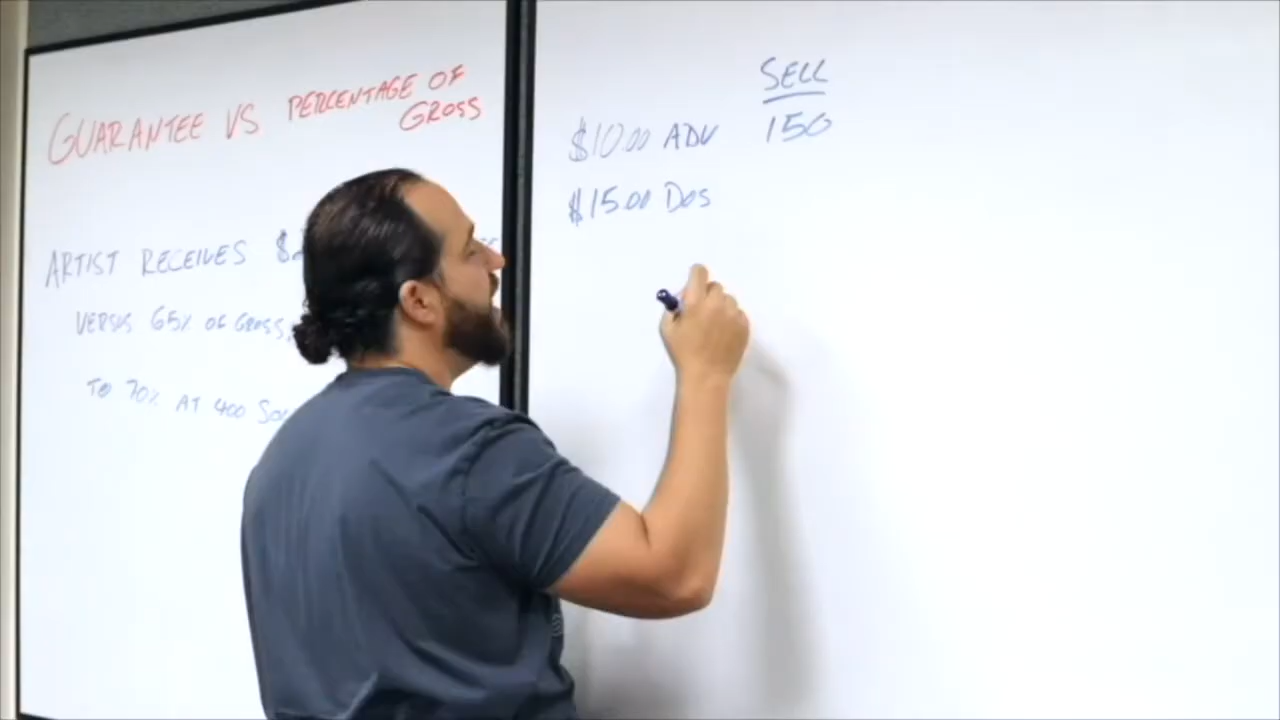 GUARANTEE VS PERCENTAGE OF
GROSS
ARTIST RECEIVES
VERSUS 65% OF GROSS,
TO 70% AT 400
SELL
$10.00 ADV 150
$15.00 DOS